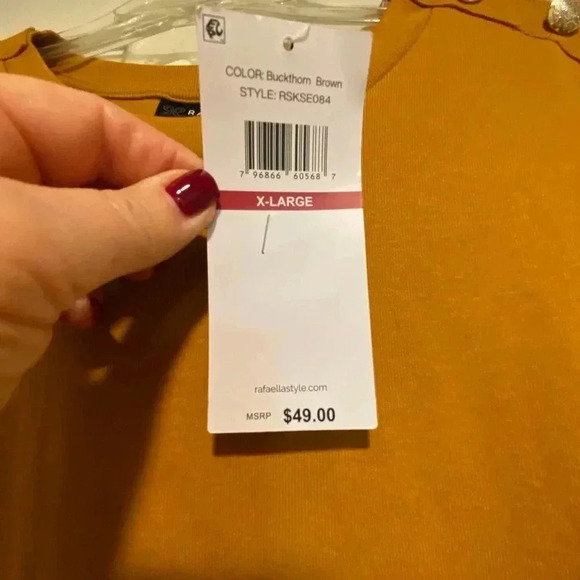 COLOR: Buckthorn Brown
STYLE: RSKSE084
7 96866 60568 7
X-LARGE
rafaellastyle.com
MSRP $49.00